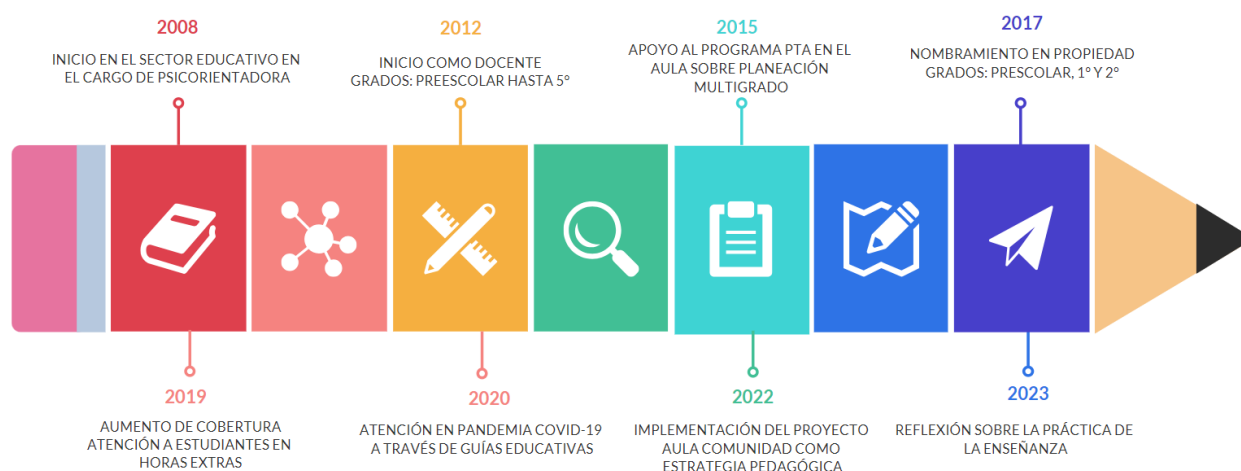 2008
INICIO EN EL SECTOR EDUCATIVO EN
EL CARGO DE PSICORIENTADORA
2012
INICIO COMO DOCENTE
GRADOS: PREESCOLAR HASTA 5°
2015
APOYO AL PROGRAMA PTA EN EL
AULA SOBRE PLANEACIÓN
MULTIGRADO
2017
NOMBRAMIENTO EN PROPIEDAD
GRADOS: PRESCOLAR, 1° Y 2°
2019
AUMENTO DE COBERTURA
ATENCIÓN A ESTUDIANTES EN
HORAS EXTRAS
2020
ATENCIÓN EN PANDEMIA COVID-19
A TRAVÉS DE GUÍAS EDUCATIVAS
2022
IMPLEMENTACIÓN DEL PROYECTO
AULA COMUNIDAD COMO
ESTRATEGIA PEDAGÓGICA
2023
REFLEXIÓN SOBRE LA PRÁCTICA DE
LA ENSEÑANZA